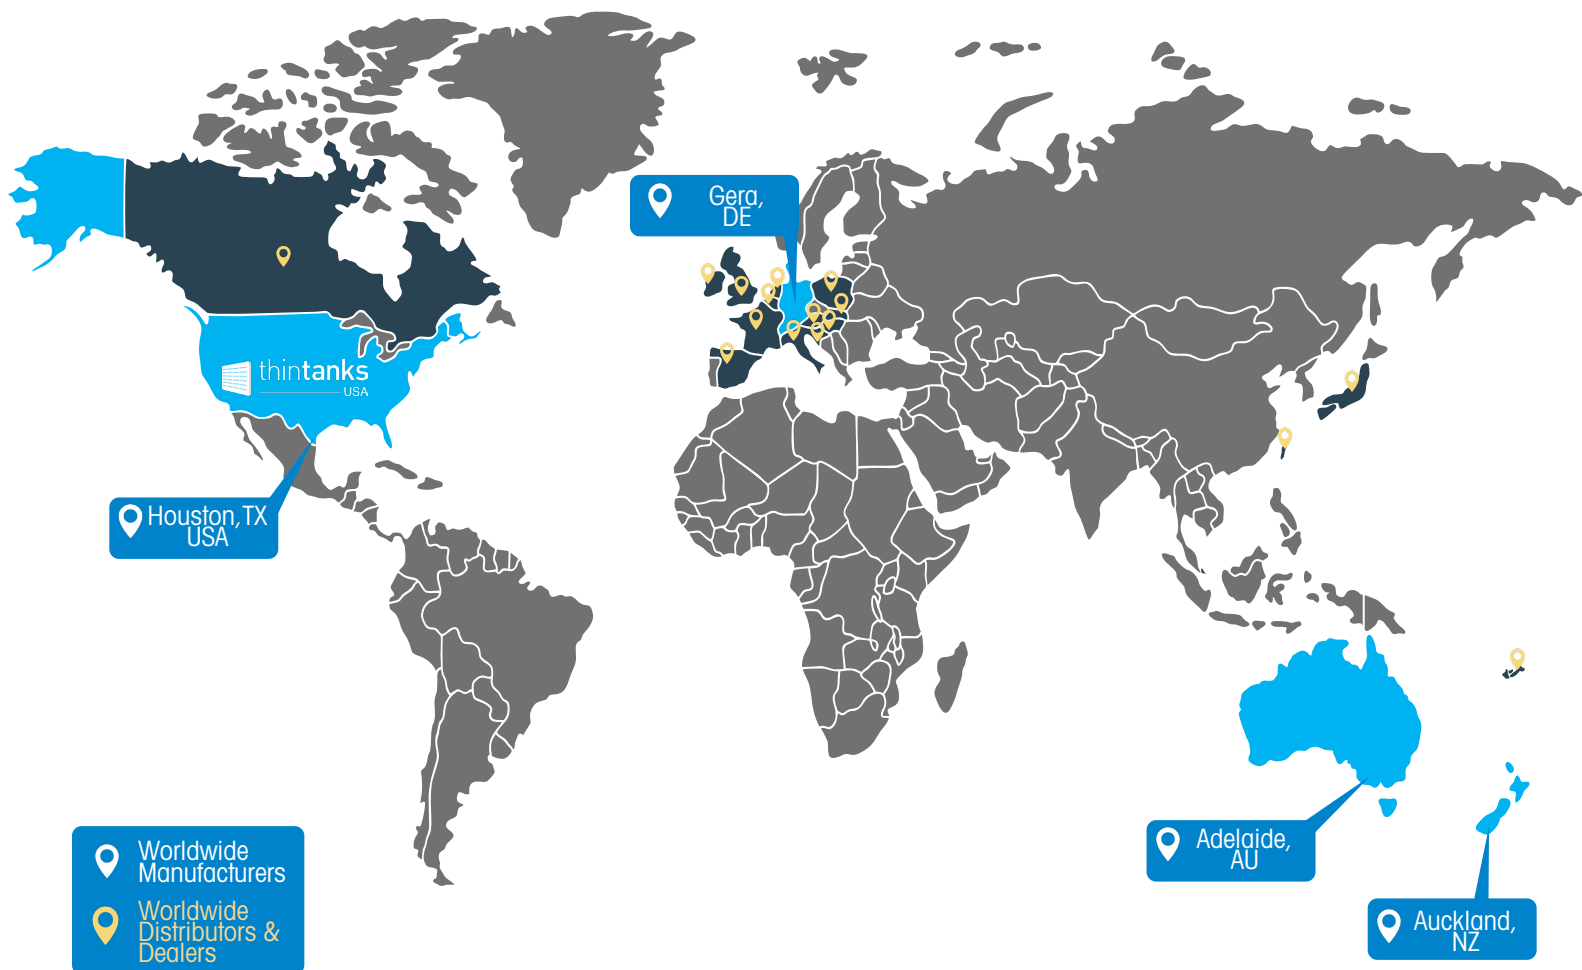 Gera,
DE
thintanks
USA
Houston, TX
USA
Worldwide
Manufacturers
Worldwide
Distributors &
Dealers
Adelaide,
AU
Auckland,
NZ